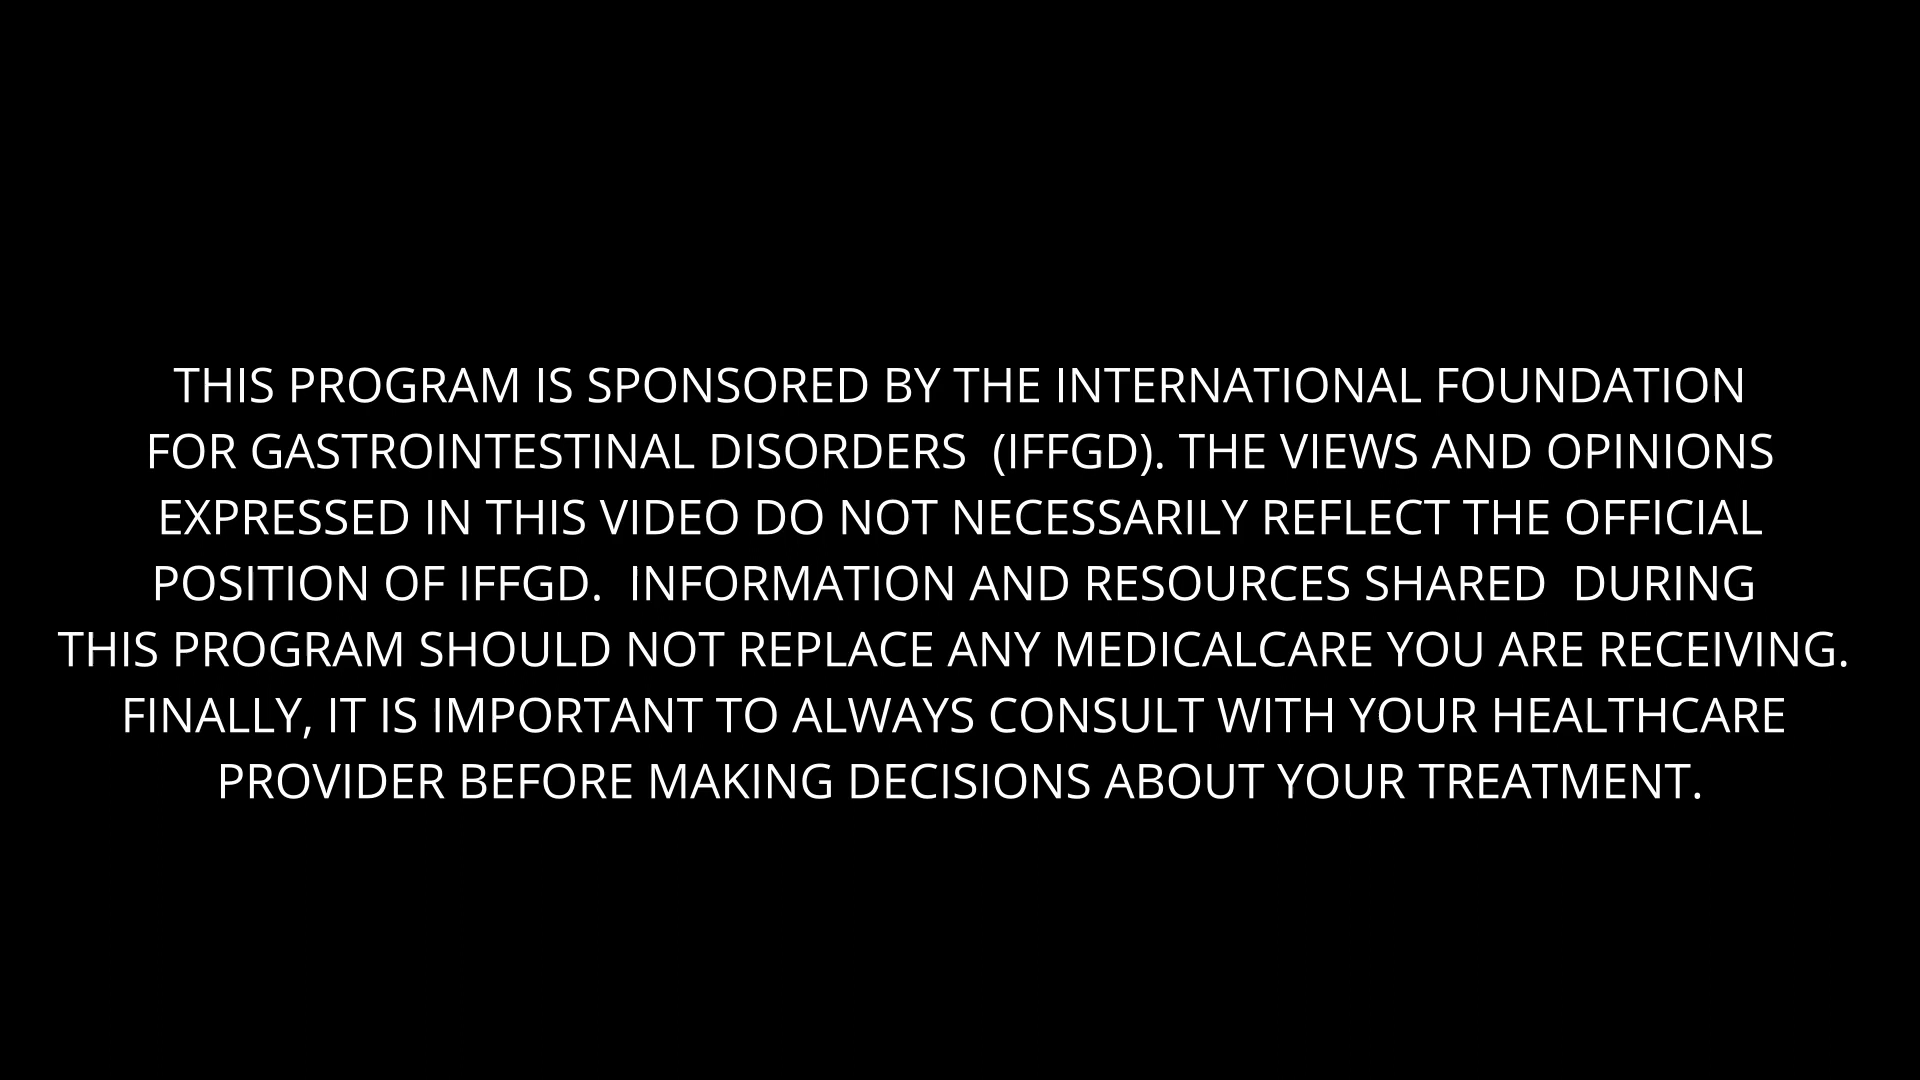 THIS PROGRAM IS SPONSORED BY THE INTERNATIONAL FOUNDATION
FOR GASTROINTESTINAL DISORDERS  (IFFGD). THE VIEWS AND OPINIONS
EXPRESSED IN THIS VIDEO DO NOT NECESSARILY REFLECT THE OFFICIAL
POSITION OF IFFGD.  INFORMATION AND RESOURCES SHARED  DURING
THIS PROGRAM SHOULD NOT REPLACE ANY MEDICALCARE YOU ARE RECEIVING.
FINALLY, IT IS IMPORTANT TO ALWAYS CONSULT WITH YOUR HEALTHCARE
PROVIDER BEFORE MAKING DECISIONS ABOUT YOUR TREATMENT.